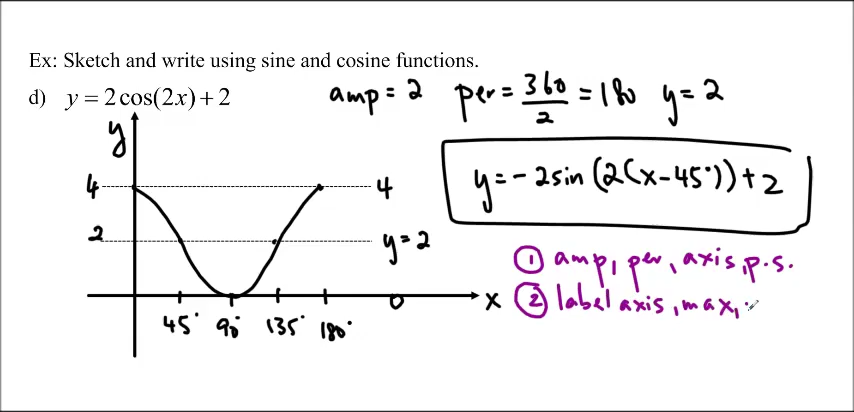 Ex: Sketch and write using sine and cosine functions.
d) y = 2cos(2x)+2
amp = 2 per = 360/2 = 180 y = 2
y
y = - 2sin (2(x-45°)) + 2
4 4
2 y = 2
① amp, per, axis, p.s.
② label axis, max,
0 x
45° 90° 135° 180°